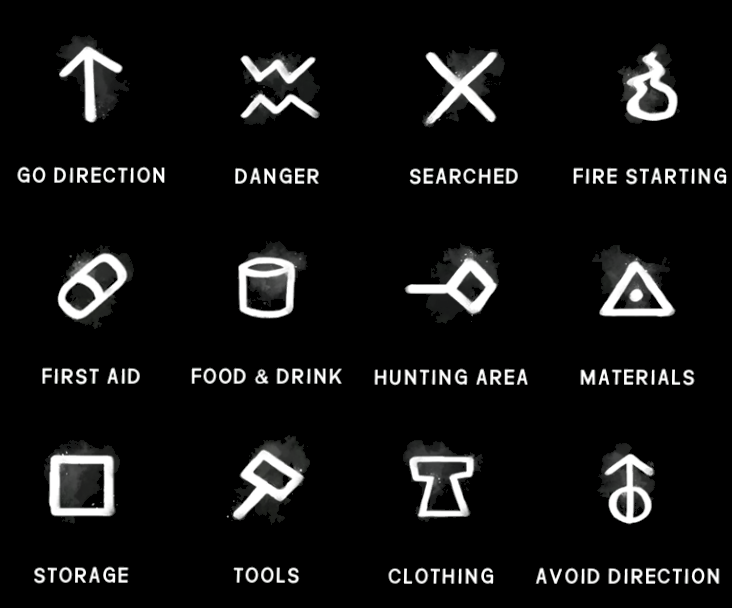 GO DIRECTION DANGER SEARCHED FIRE STARTING
FIRST AID FOOD & DRINK HUNTING AREA MATERIALS
STORAGE TOOLS CLOTHING AVOID DIRECTION